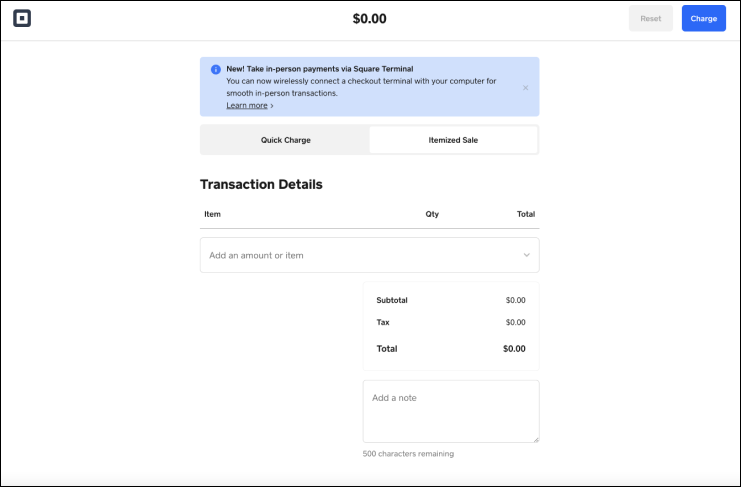 $0.00
Reset
Charge
New! Take in-person payments via Square Terminal
You can now wirelessly connect a checkout terminal with your computer for
smooth in-person transactions.
Learn more ›
Quick Charge
Itemized Sale
Transaction Details
Item Qty Total
Add an amount or item
Subtotal $0.00
Tax $0.00
Total $0.00
Add a note
500 characters remaining